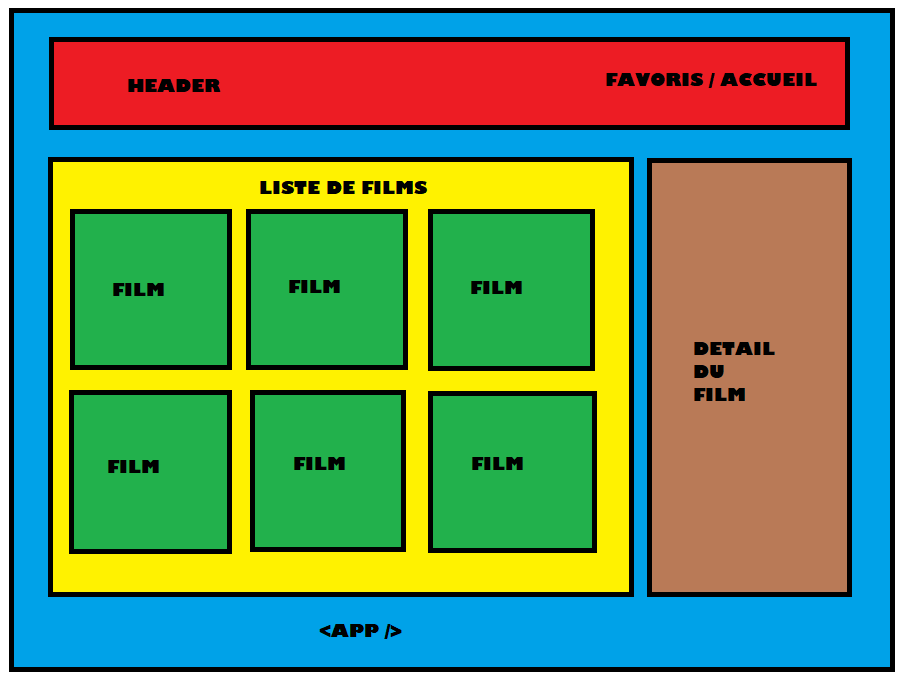 HEADER
FAVORIS / ACCUEIL
LISTE DE FILMS
FILM
FILM
FILM
FILM
FILM
FILM
DETAIL
DU
FILM
<APP />